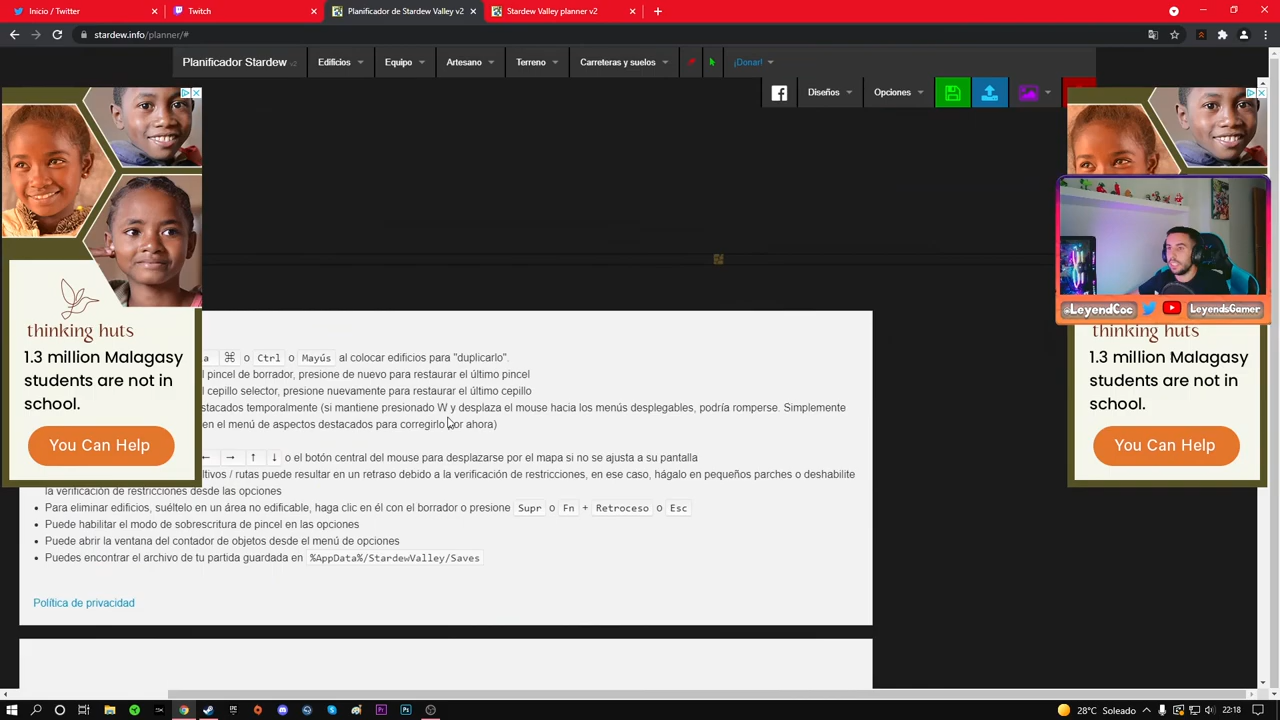 Inicio / Twitter
Twitch
Planificador de Stardew Valley v2
Stardew Valley planner v2
stardew.info/planner/#
Planificador Stardew v2
Edificios
Equipo
Artesano
Terreno
Carreteras y suelos
¡Donar!
Diseños
Opciones
thinking huts
1.3 million Malagasy
students are not in
school.
You Can Help
@LeyendCoc
LeyendsGamer
thinking huts
1.3 million Malagasy
students are not in
school.
You Can Help
a ⌘ o Ctrl o Mayús al colocar edificios para "duplicarlo".
l pincel de borrador, presione de nuevo para restaurar el último pincel
l cepillo selector, presione nuevamente para restaurar el último cepillo
stacados temporalmente (si mantiene presionado W y desplaza el mouse hacia los menús desplegables, podría romperse. Simplemente
en el menú de aspectos destacados para corregirlo por ahora)
← → ↑ ↓ o el botón central del mouse para desplazarse por el mapa si no se ajusta a su pantalla
ltivos / rutas puede resultar en un retraso debido a la verificación de restricciones, en ese caso, hágalo en pequeños parches o deshabilite
la verificación de restricciones desde las opciones
• Para eliminar edificios, suéltelo en un área no edificable, haga clic en él con el borrador o presione Supr o Fn + Retroceso o Esc
• Puede habilitar el modo de sobrescritura de pincel en las opciones
• Puede abrir la ventana del contador de objetos desde el menú de opciones
• Puedes encontrar el archivo de tu partida guardada en %AppData%/StardewValley/Saves
Política de privacidad
28°C Soleado
22:18